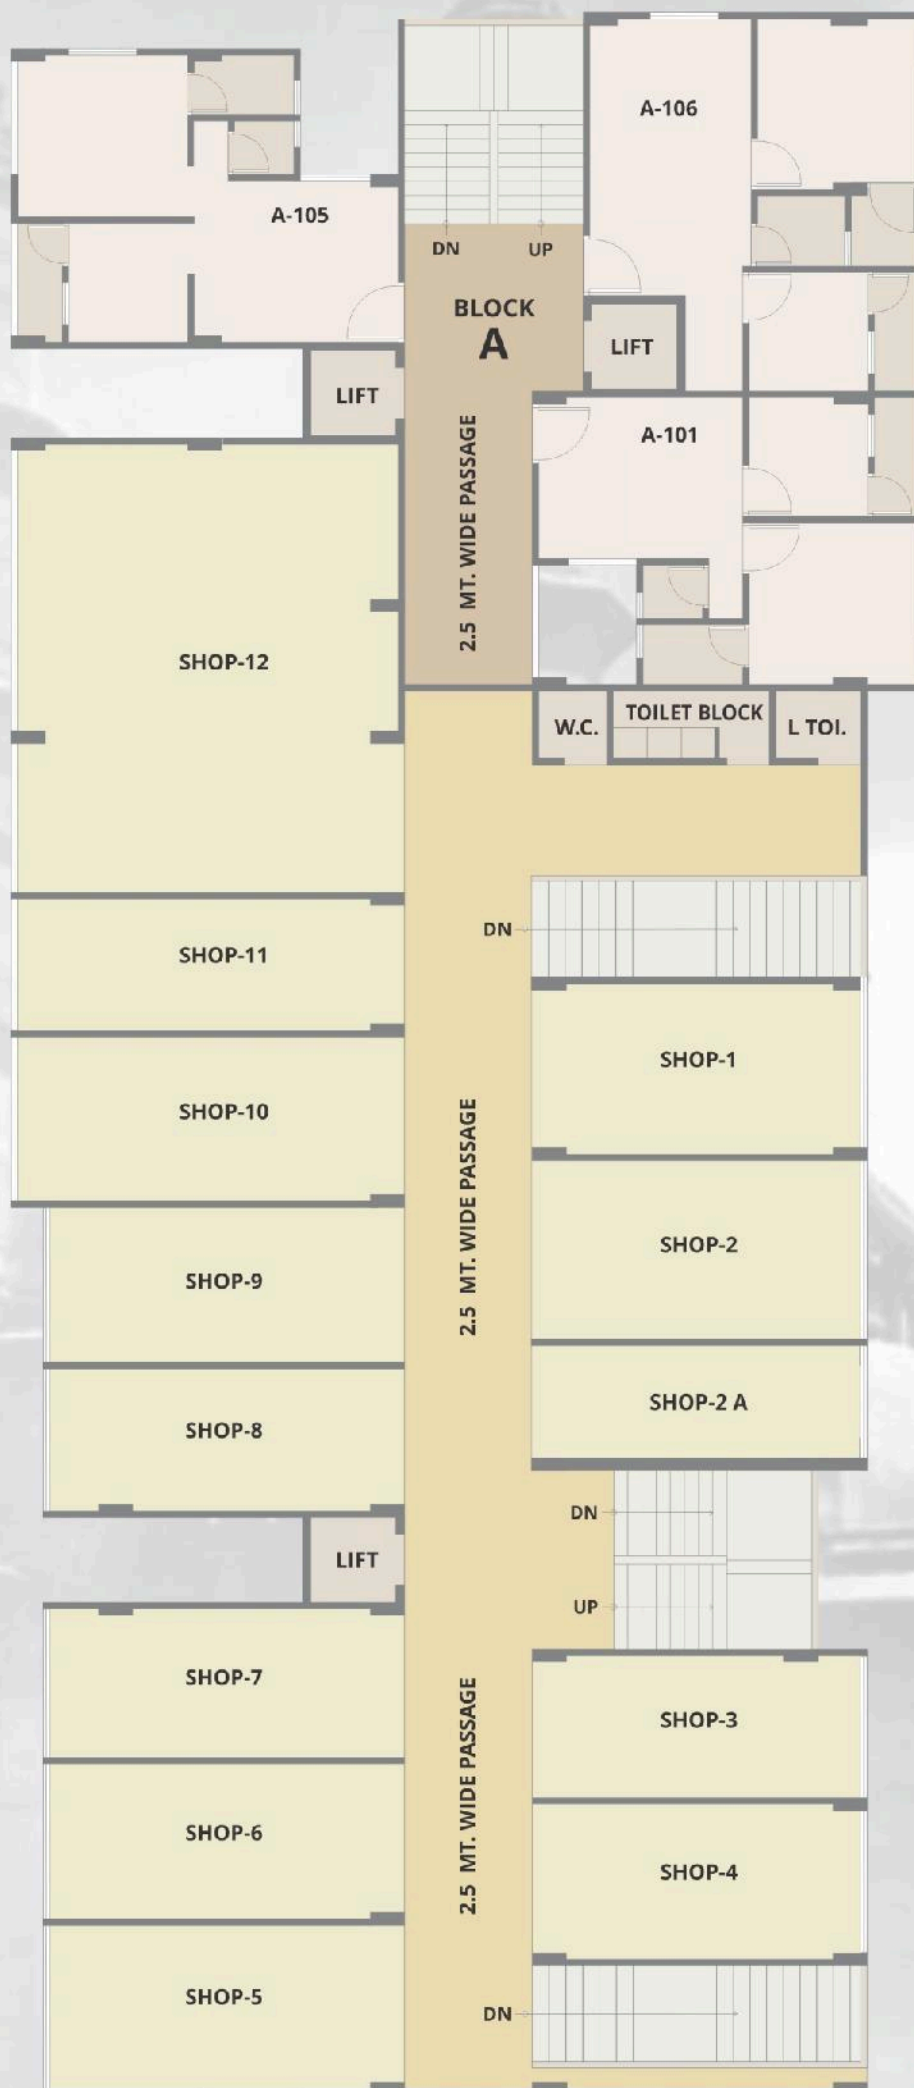 A-106
A-105
DN
UP
BLOCK
A
LIFT
LIFT
A-101
2.5 MT. WIDE PASSAGE
SHOP-12
W.C.
TOILET BLOCK
L TOI.
DN
SHOP-11
SHOP-1
SHOP-10
2.5 MT. WIDE PASSAGE
SHOP-2
SHOP-9
SHOP-2 A
SHOP-8
DN
LIFT
UP
SHOP-7
SHOP-3
2.5 MT. WIDE PASSAGE
SHOP-6
SHOP-4
SHOP-5
DN